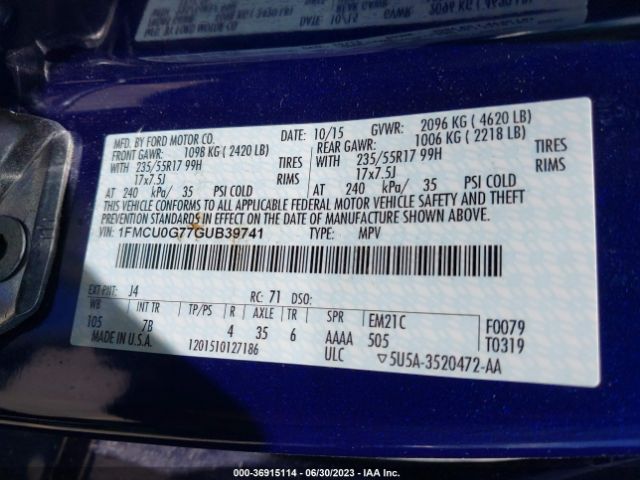 MFD. BY FORD MOTOR CO.
DATE: 10/15
GVWR: 2096 KG ( 4620 LB)
FRONT GAWR: 1098 KG ( 2420 LB)
REAR GAWR: 1006 KG ( 2218 LB)
WITH 235/55R17 99H TIRES
WITH 235/55R17 99H TIRES
17x7.5J RIMS
17x7.5J RIMS
AT 240 kPa/ 35 PSI COLD
AT 240 kPa/ 35 PSI COLD
THIS VEHICLE CONFORMS TO ALL APPLICABLE FEDERAL MOTOR VEHICLE SAFETY AND THEFT
PREVENTION STANDARDS IN EFFECT ON THE DATE OF MANUFACTURE SHOWN ABOVE.
VIN: 1FMCU0G77GUB39741 TYPE: MPV
EXT PNT: J4 RC: 71 DSO:
WB INT TR TP/PS R AXLE TR SPR EM21C
105 7B 4 35 6 AAAA 505 F0079
MADE IN U.S.A. 1201510127186 ULC 5U5A-3520472-AA T0319
000-36915114 - 06/30/2023 - IAA Inc.